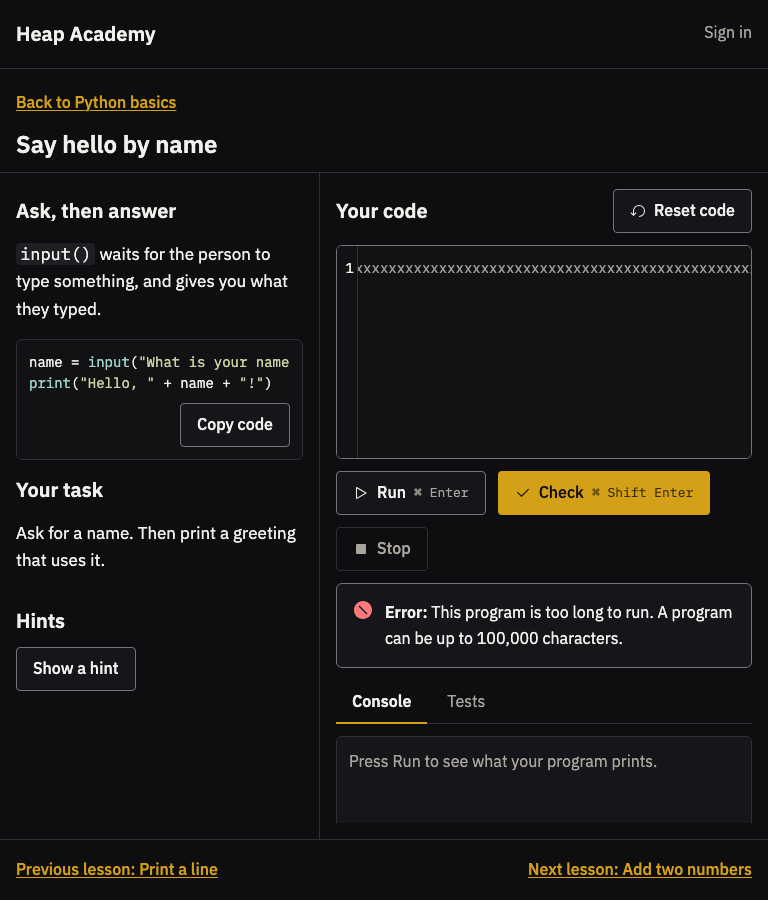 Heap Academy
Sign in
Back to Python basics
Say hello by name
Ask, then answer
input() waits for the person to
type something, and gives you what
they typed.
name = input("What is your name
print("Hello, " + name + "!")
Copy code
Your task
Ask for a name. Then print a greeting
that uses it.
Hints
Show a hint
Your code
Reset code
1
xxxxxxxxxxxxxxxxxxxxxxxxxxxxxxxxxxxxxxxxxxxxxxx
Run ⌘ Enter
Check ⌘ Shift Enter
Stop
Error: This program is too long to run. A program
can be up to 100,000 characters.
Console
Tests
Press Run to see what your program prints.
Previous lesson: Print a line
Next lesson: Add two numbers